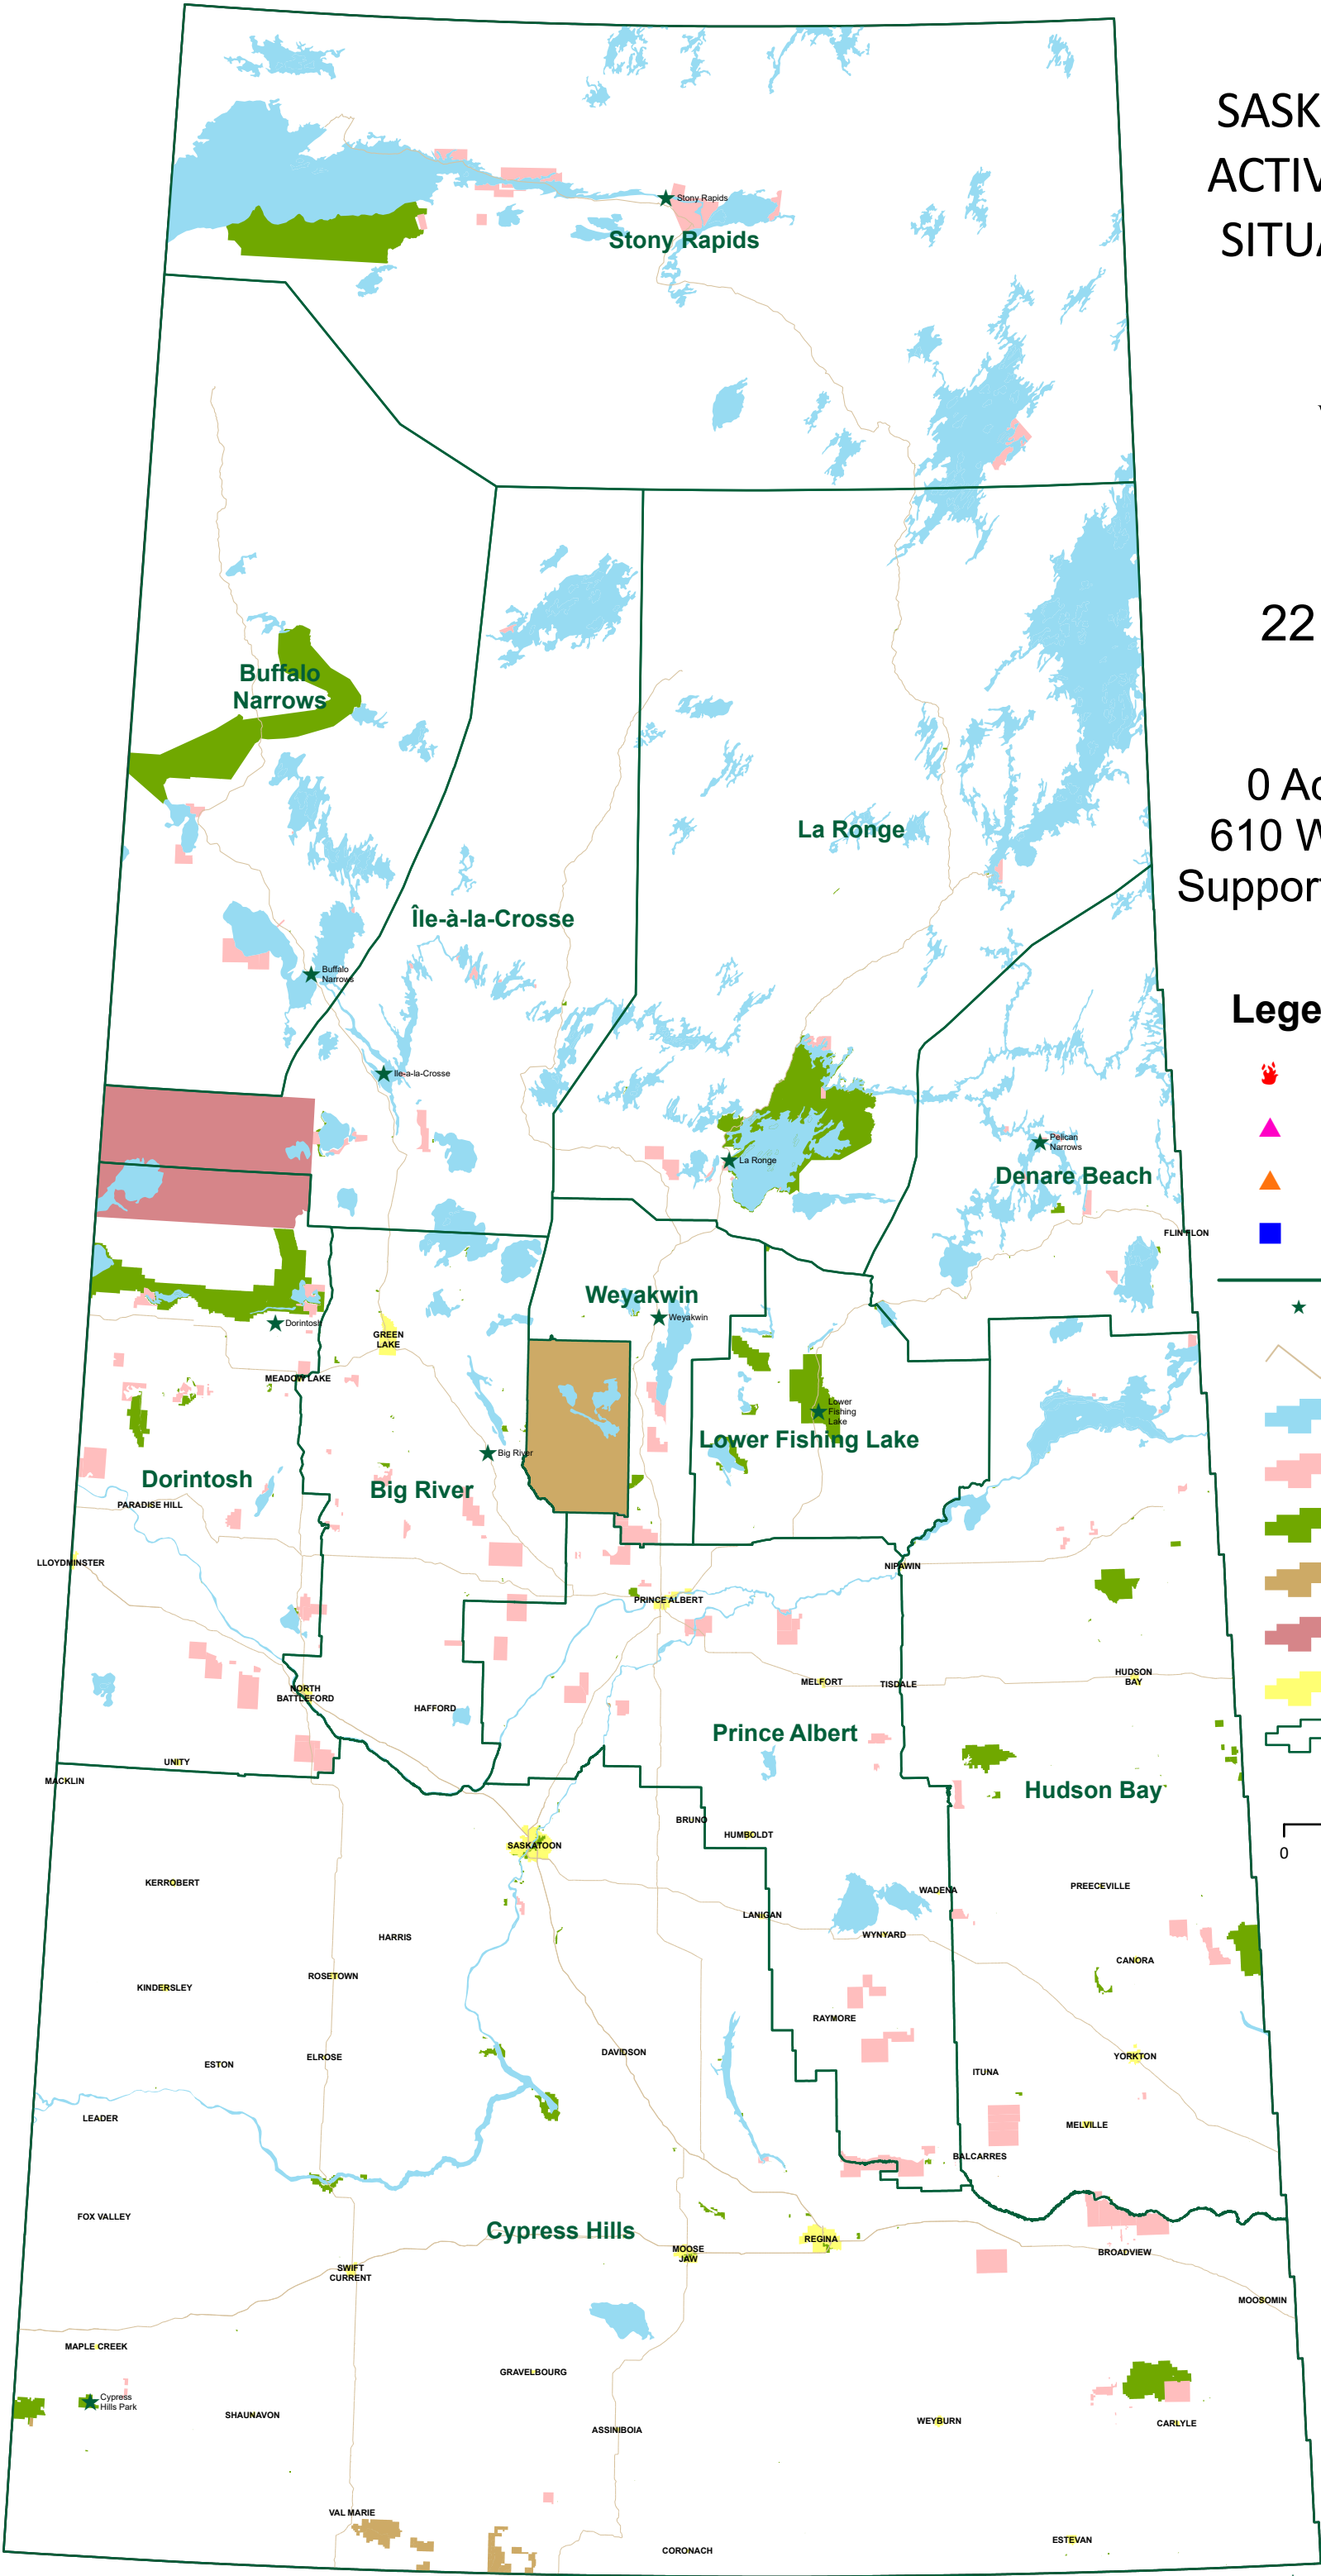 SASK
ACTIV
SITUA
Stony Rapids
Stony Rapids
22
Buffalo
Narrows
0 Ac
610 W
Support
La Ronge
Île-à-la-Crosse
Buffalo
Narrows
Lege
Ile-a-la-Crosse
La Ronge
Pelican
Narrows
Denare Beach
FLIN FLON
Weyakwin
Weyakwin
Dorintosh
GREEN
LAKE
MEADOW LAKE
Lower
Fishing
Lake
Lower Fishing Lake
Big River
Dorintosh
Big River
PARADISE HILL
LLOYDMINSTER
NIPAWIN
PRINCE ALBERT
HUDSON
BAY
MELFORT
TISDALE
NORTH
BATTLEFORD
HAFFORD
Prince Albert
UNITY
MACKLIN
Hudson Bay
BRUNO
HUMBOLDT
SASKATOON
0
KERROBERT
PREECEVILLE
WADENA
LANIGAN
WYNYARD
HARRIS
CANORA
ROSETOWN
KINDERSLEY
RAYMORE
DAVIDSON
YORKTON
ELROSE
ESTON
ITUNA
LEADER
MELVILLE
BALCARRES
FOX VALLEY
Cypress Hills
REGINA
MOOSE
JAW
BROADVIEW
SWIFT
CURRENT
MOOSOMIN
MAPLE CREEK
GRAVELBOURG
Cypress
Hills Park
SHAUNAVON
WEYBURN
CARLYLE
ASSINIBOIA
VAL MARIE
ESTEVAN
CORONACH